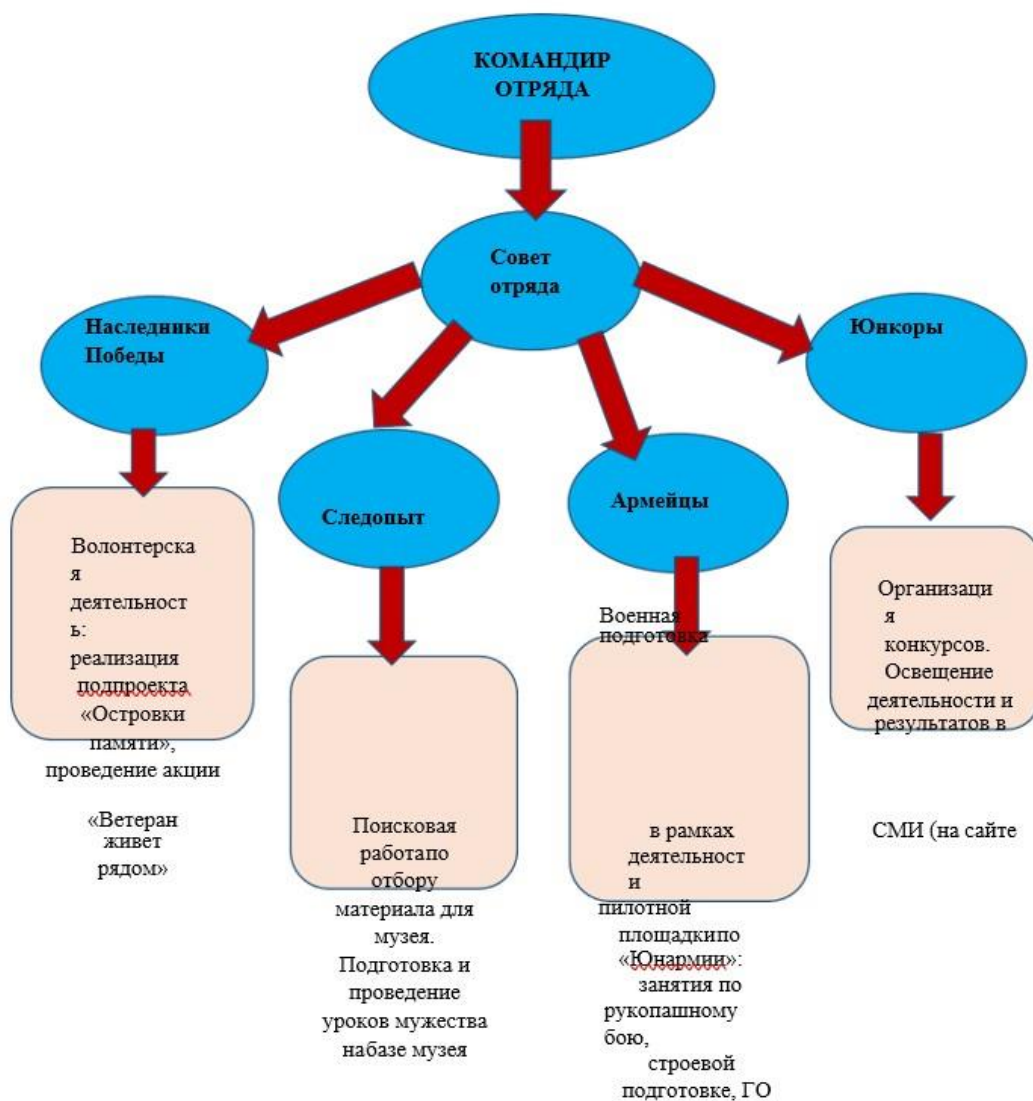 КОМАНДИР
ОТРЯДА
Совет
отряда
Наследники
Победы
Юнкоры
Следопыт
Армейцы
Волонтерска
я
деятельност
ь:
реализация
подпроекта
«Островки
памяти»,
проведение акции
«Ветеран
живет
рядом»
Поисковая
работапо
отбору
материала для
музея.
Подготовка и
проведение
уроков мужества
набазе музея
Военная
подготовка
в рамках
деятельност
и
пилотной
площадкипо
«Юнармии»:
занятия по
рукопашному
бою,
строевой
подготовке, ГО
Организаци
я
конкурсов.
Освещение
деятельности и
результатов в
СМИ (на сайте